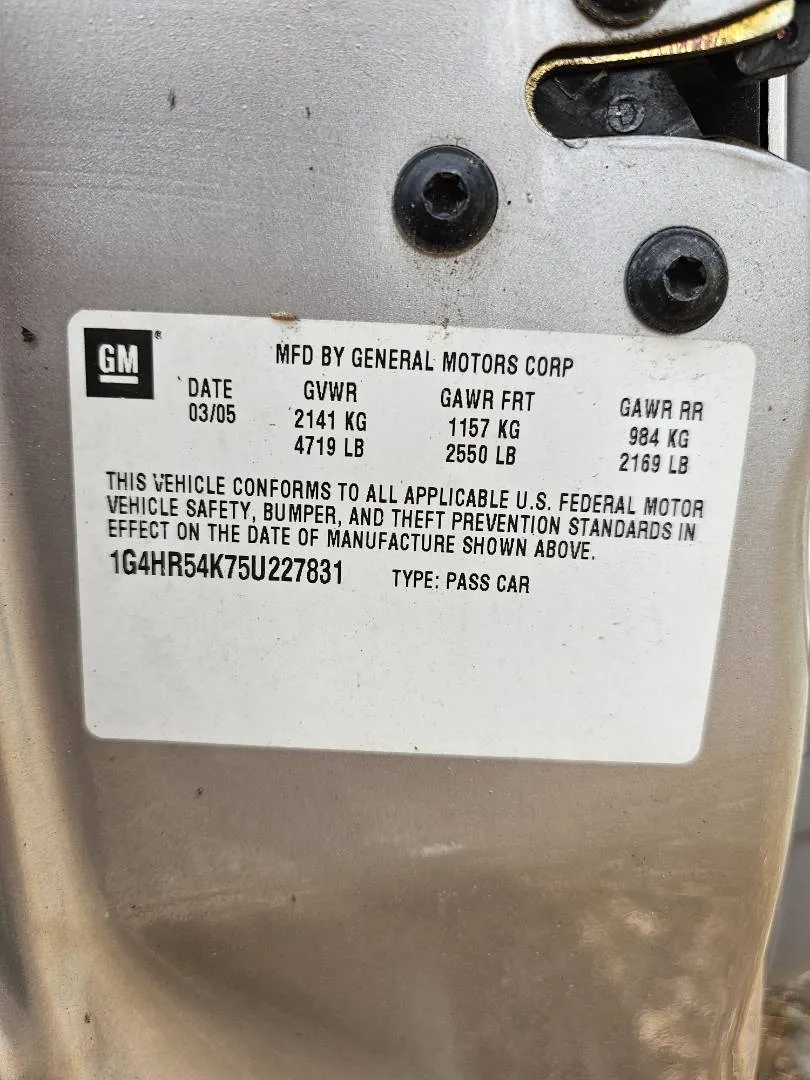 GM®
MFD BY GENERAL MOTORS CORP
DATE GVWR GAWR FRT GAWR RR
03/05 2141 KG 1157 KG 984 KG
4719 LB 2550 LB 2169 LB
THIS VEHICLE CONFORMS TO ALL APPLICABLE U.S. FEDERAL MOTOR
VEHICLE SAFETY, BUMPER, AND THEFT PREVENTION STANDARDS IN
EFFECT ON THE DATE OF MANUFACTURE SHOWN ABOVE.
1G4HR54K75U227831 TYPE: PASS CAR